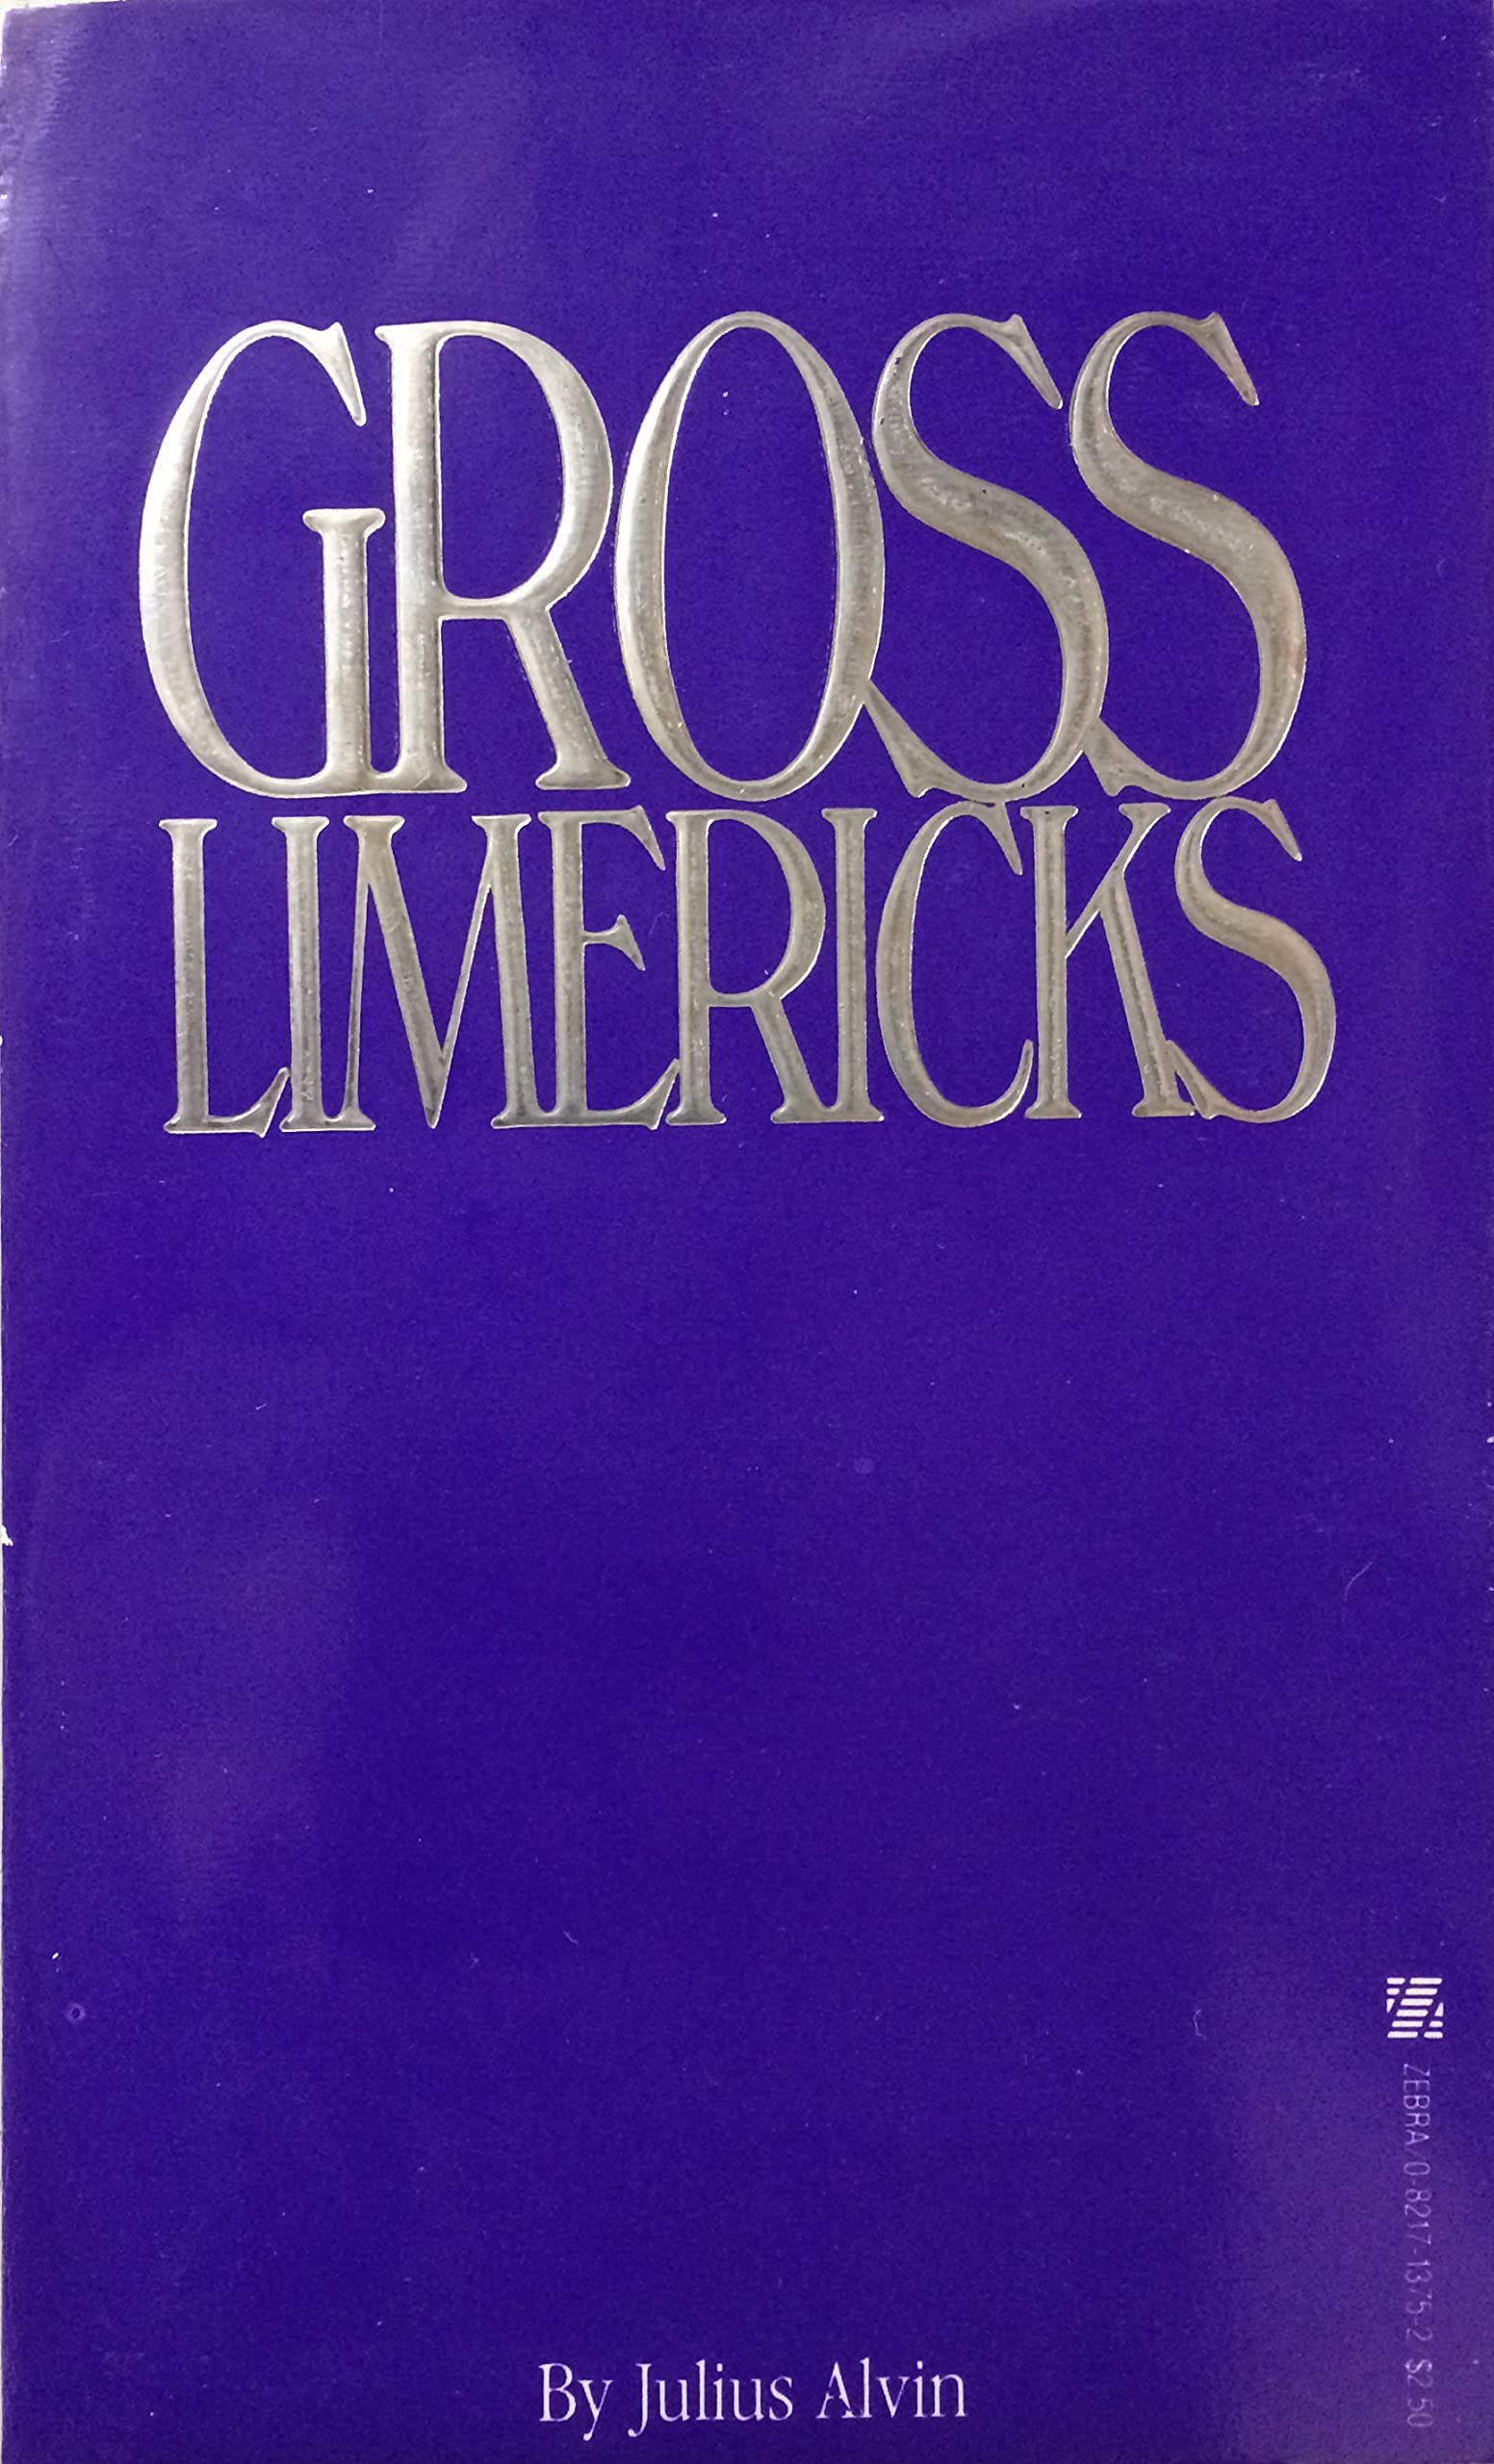 GROSS
LIMERICKS
ZEBRA/0-8217-1375-2 $2.50
By Julius Alvin